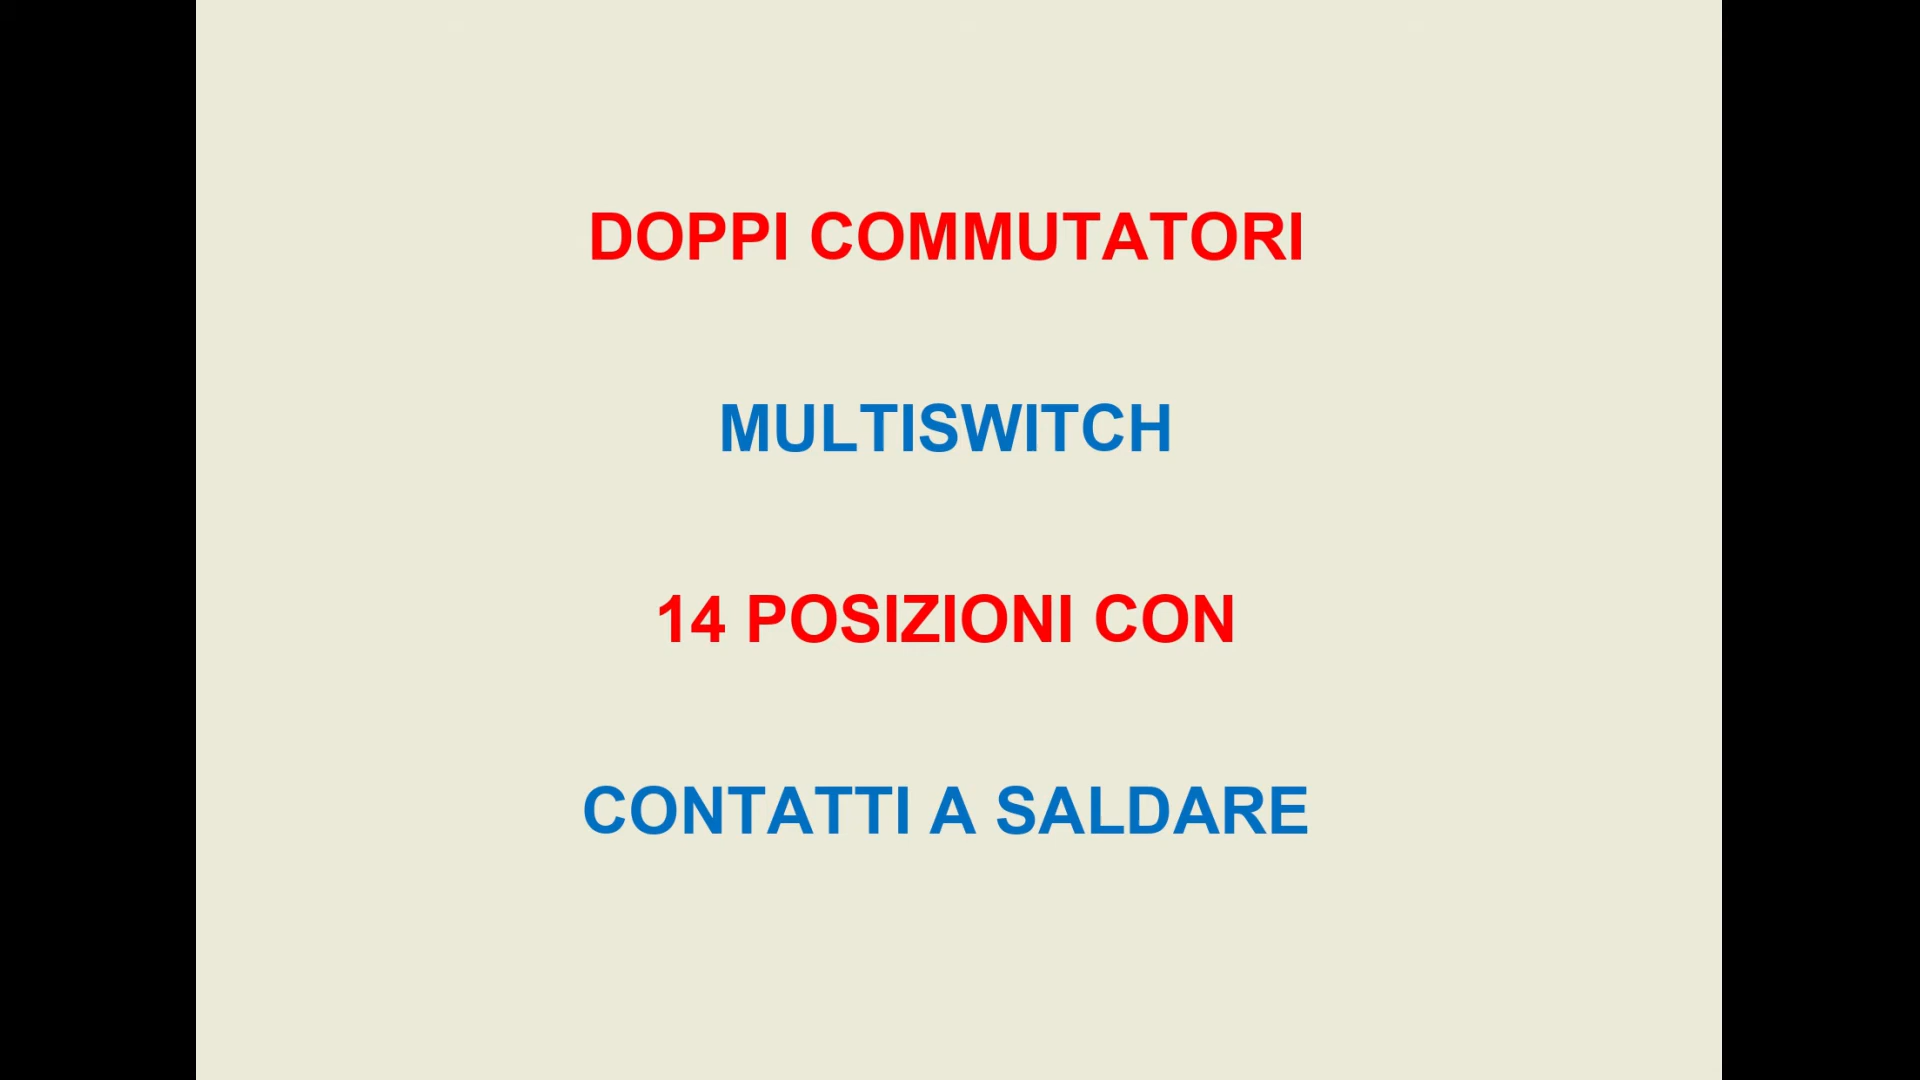 DOPPI COMMUTATORI
MULTISWITCH
14 POSIZIONI CON
CONTATTI A SALDARE